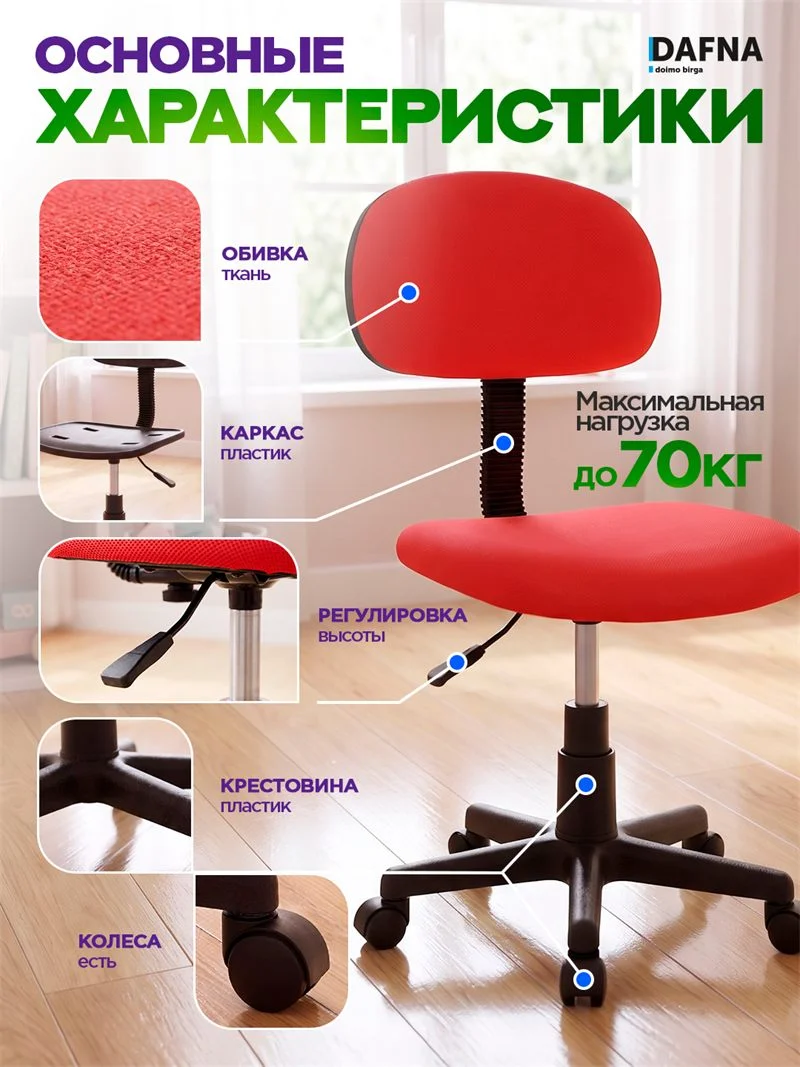 ОСНОВНЫЕ
DAFNA
doimo birga
ХАРАКТЕРИСТИКИ
ОБИВКА
ткань
КАРКАС
пластик
Максимальная
нагрузка
до 70кг
РЕГУЛИРОВКА
высоты
КРЕСТОВИНА
пластик
КОЛЕСА
есть